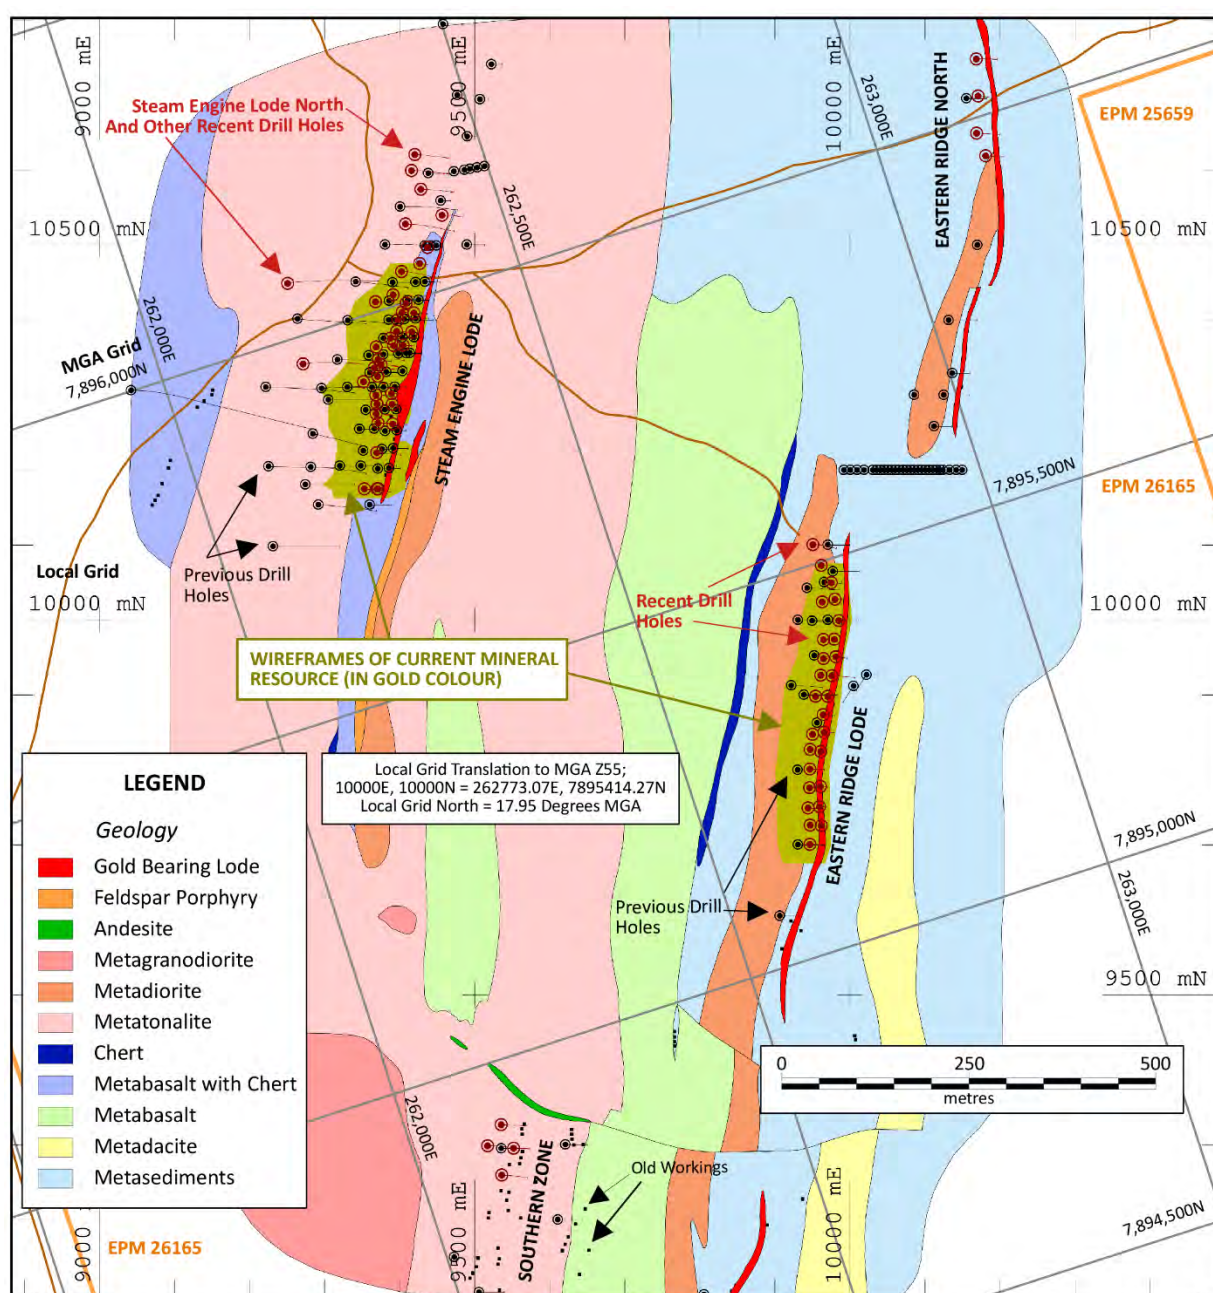 9000 mE
9500 mE
10000 mE
263,000E
EASTERN RIDGE NORTH
EPM 25659
Steam Engine Lode North
And Other Recent Drill Holes
262,500E
10500 mN
10500 mN
262,000E
MGA Grid
7,896,000N
STEAM ENGINE LODE
7,895,500N
EPM 26165
Previous Drill
Holes
Local Grid
10000 mN
Recent Drill
Holes
10000 mN
WIREFRAMES OF CURRENT MINERAL
RESOURCE (IN GOLD COLOUR)
EASTERN RIDGE LODE
Local Grid Translation to MGA Z55;
10000E, 10000N = 262773.07E, 7895414.27N
Local Grid North = 17.95 Degrees MGA
7,895,000N
263,000E
Previous Drill
Holes
9500 mN
LEGEND
Geology
Gold Bearing Lode
Feldspar Porphyry
Andesite
Metagranodiorite
Metadiorite
Metatonalite
Chert
Metabasalt with Chert
Metabasalt
Metadacite
Metasediments
0 250 500
metres
262,000E
Old Workings
SOUTHERN ZONE
9000 mE
EPM 26165
9500 mE
10000 mE
7,894,500N